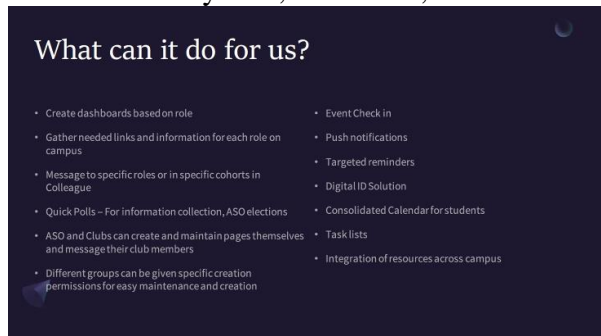 What can it do for us?
• Create dashboards based on role
• Gather needed links and information for each role on
campus
• Message to specific roles or in specific cohorts in
Colleague
• Quick Polls – For information collection, ASO elections
• ASO and Clubs can create and maintain pages themselves
and message their club members
• Different groups can be given specific creation
permissions for easy maintenance and creation
• Event Check in
• Push notifications
• Targeted reminders
• Digital ID Solution
• Consolidated Calendar for students
• Task lists
• Integration of resources across campus